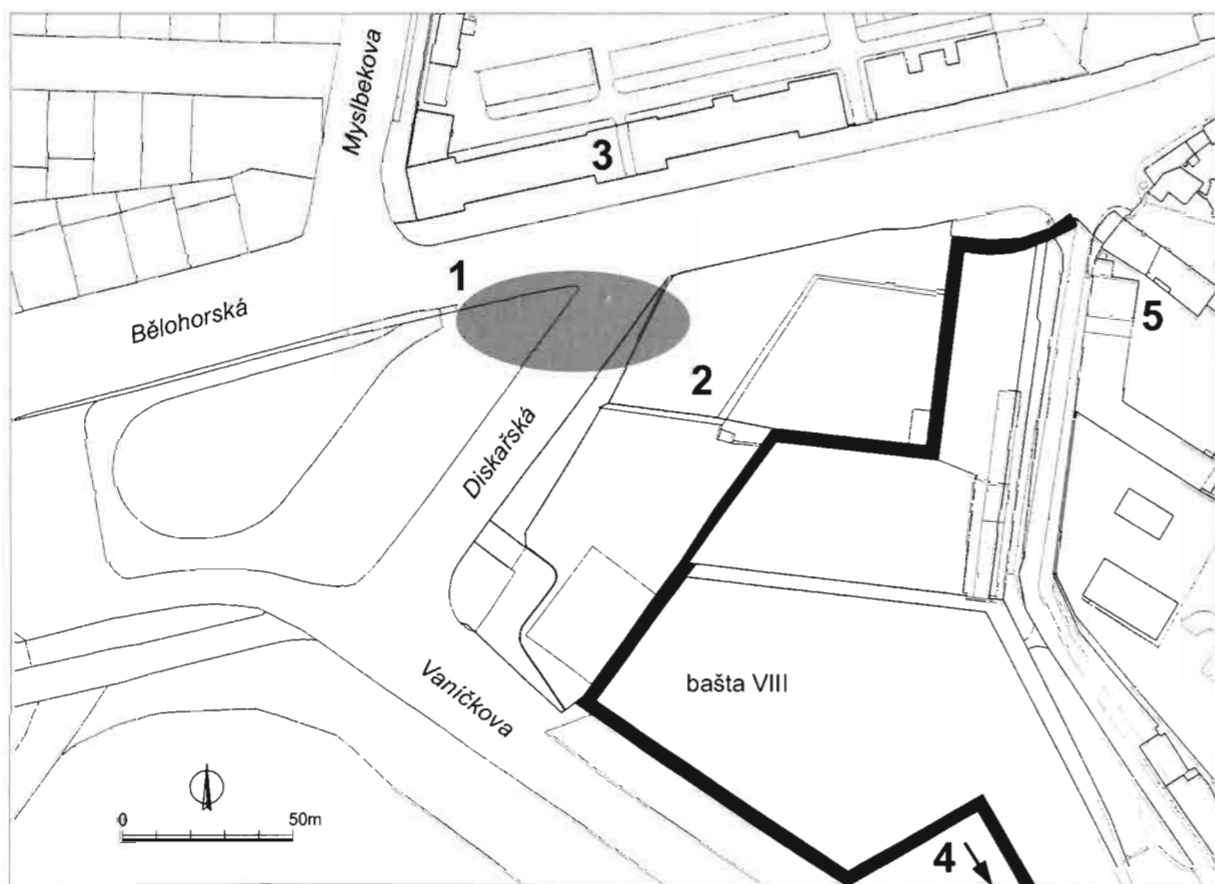 Myslbekova
3
1
Bělohorská
5
2
Diskařská
bašta VIII
Vaníčkova
0
50m
4